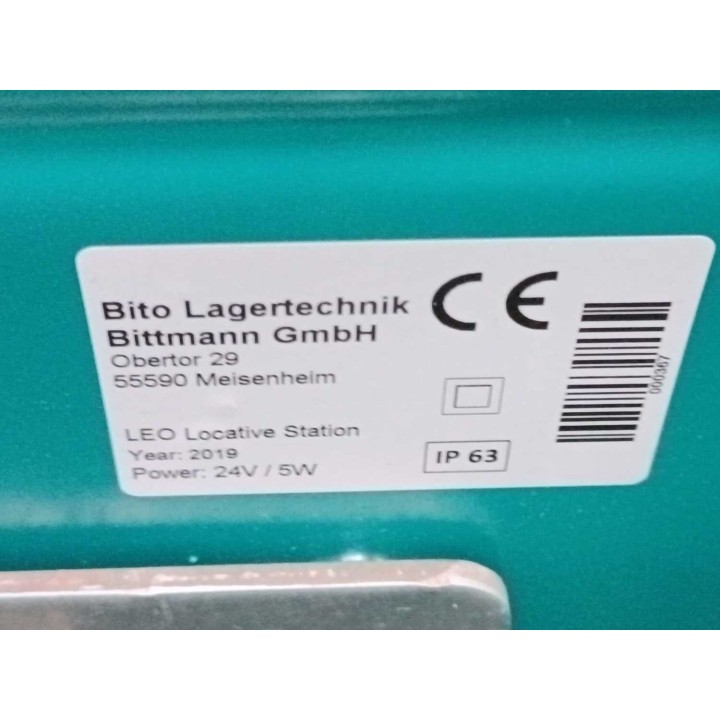 Bito Lagertechnik
Bittmann GmbH
Obertor 29
55590 Meisenheim
LEO Locative Station
Year: 2019
Power: 24V / 5W
CE
IP 63
000367